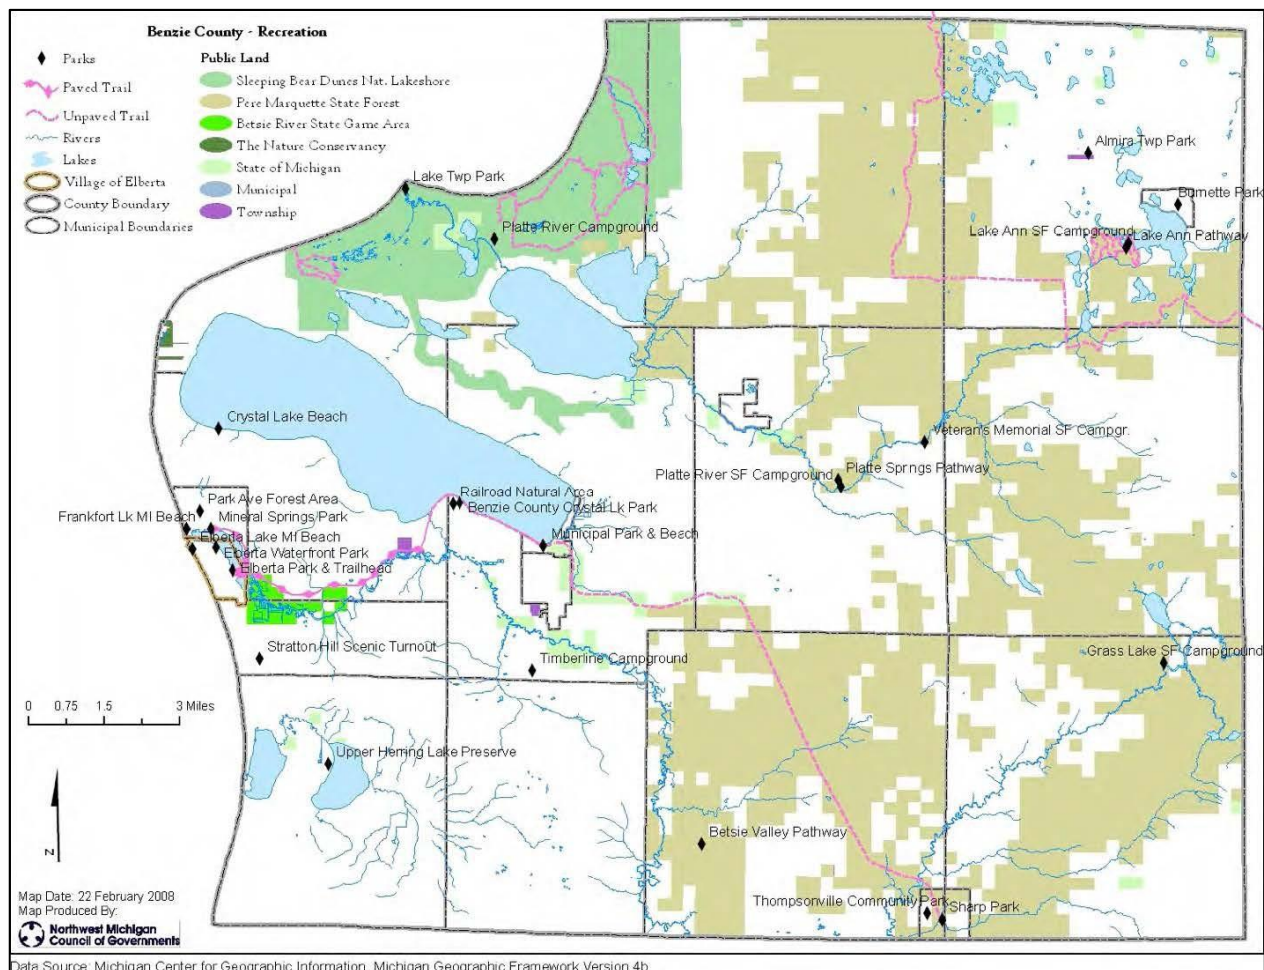 Benzie County - Recreation
Parks
Paved Trail
Unpaved Trail
Rivers
Lakes
Village of Elberta
County Boundary
Municipal Boundaries
Public Land
Sleeping Bear Dunes Nat. Lakeshore
Pere Marquette State Forest
Betsie River State Game Area
The Nature Conservancy
State of Michigan
Municipal
Township
Almira Twp Park
Lake Twp Park
Burnette Park
Platte River Campground
Lake Ann SF Campground
Lake Ann Pathway
Crystal Lake Beach
Veteran's Memorial SF Campgr.
Platte River SF Campground
Platte Sprngs Pathway
Railroad Natural Area
Benzie County Crystal Lk Park
Park Ave Forest Area
Frankfort Lk MI Beach
Mineral Springs Park
Elberta Lake MI Beach
Elberta Waterfront Park
Elberta Park & Trailhead
Municipal Park & Beach
Stratton Hill Scenic Turnout
Timberline Campground
Grass Lake SF Campground
0 0.75 1.5 3 Miles
Upper Herring Lake Preserve
Betsie Valley Pathway
N
Thompsonville Community Park
Sharp Park
Map Date: 22 February 2008
Map Produced By:
Northwest Michigan
Council of Governments
Data Source: Michigan Center for Geographic Information, Michigan Geographic Framework Version 4b